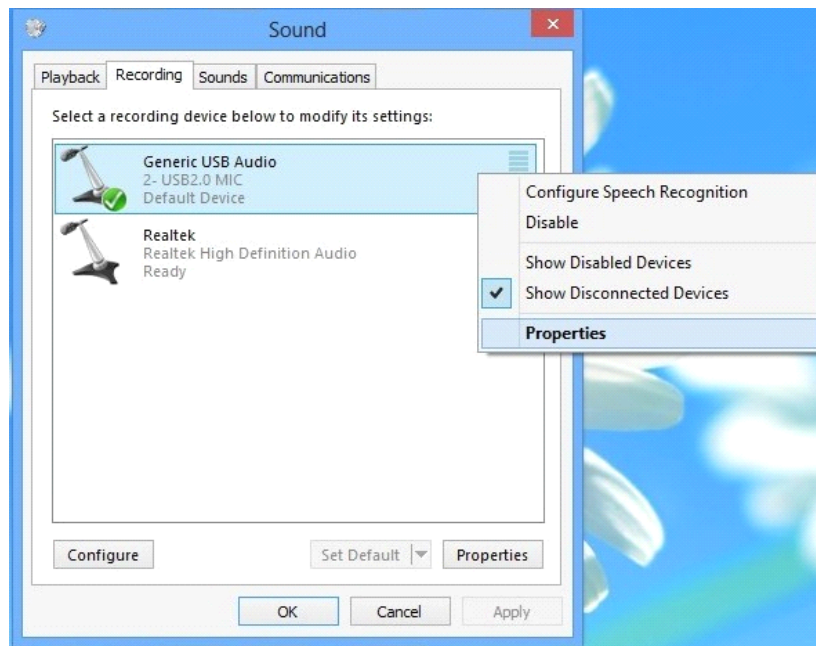 Sound
Playback Recording Sounds Communications
Select a recording device below to modify its settings:
Generic USB Audio
2- USB2.0 MIC
Default Device
Realtek
Realtek High Definition Audio
Ready
Configure Speech Recognition
Disable
Show Disabled Devices
Show Disconnected Devices
Properties
Configure Set Default Properties
OK Cancel Apply